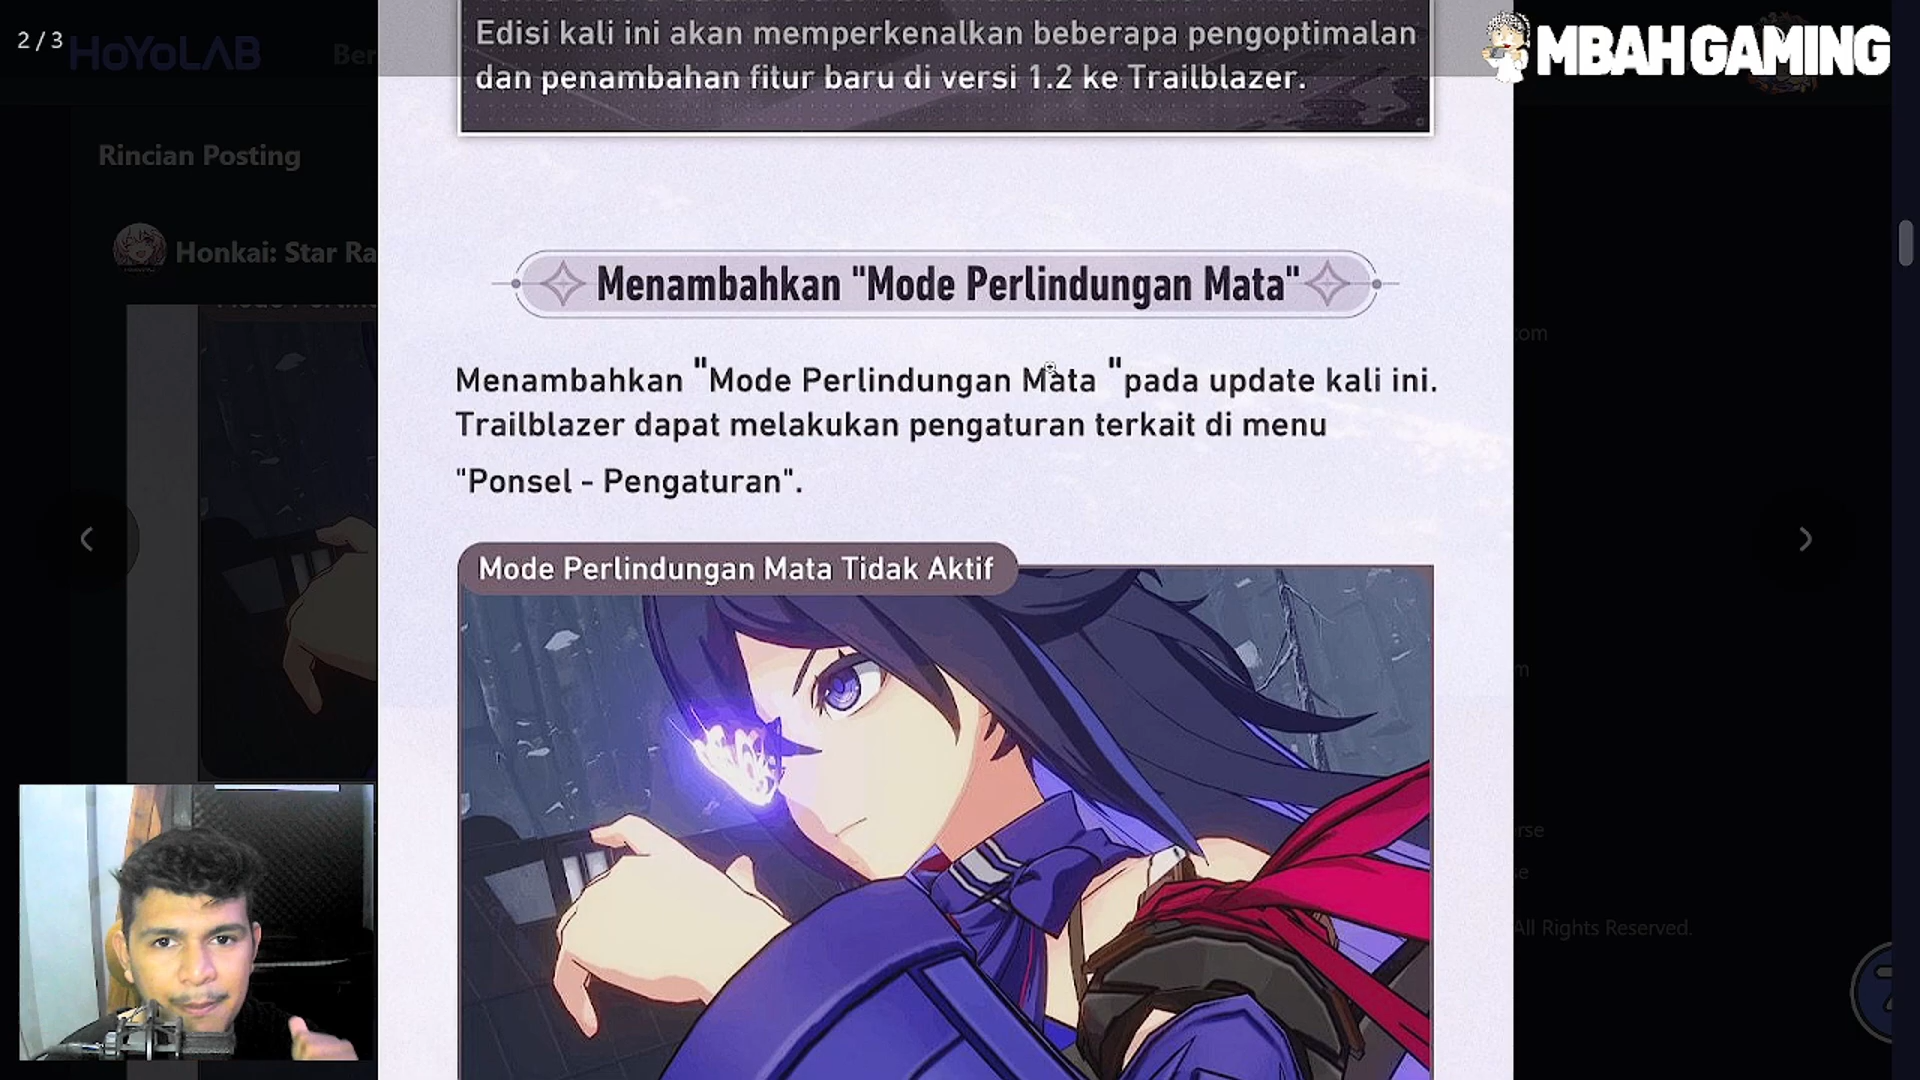 2 / 3
HoYoLAB
Ber
MBAH GAMING
Edisi kali ini akan memperkenalkan beberapa pengoptimalan
dan penambahan fitur baru di versi 1.2 ke Trailblazer.
Rincian Posting
Honkai: Star Ra
Menambahkan "Mode Perlindungan Mata"
Menambahkan "Mode Perlindungan Mata "pada update kali ini.
Trailblazer dapat melakukan pengaturan terkait di menu
"Ponsel - Pengaturan".
Mode Perlindungan Mata Tidak Aktif
All Rights Reserved.